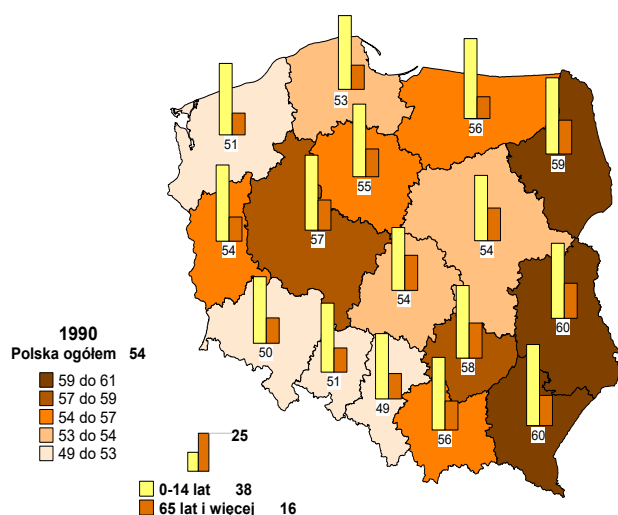 53
56
51
59
55
57
54
54
54
60
50
51
58
49
56
60
1990
Polska ogółem 54
59 do 61
57 do 59
54 do 57
53 do 54
49 do 53
25
0-14 lat 38
65 lat i więcej 16